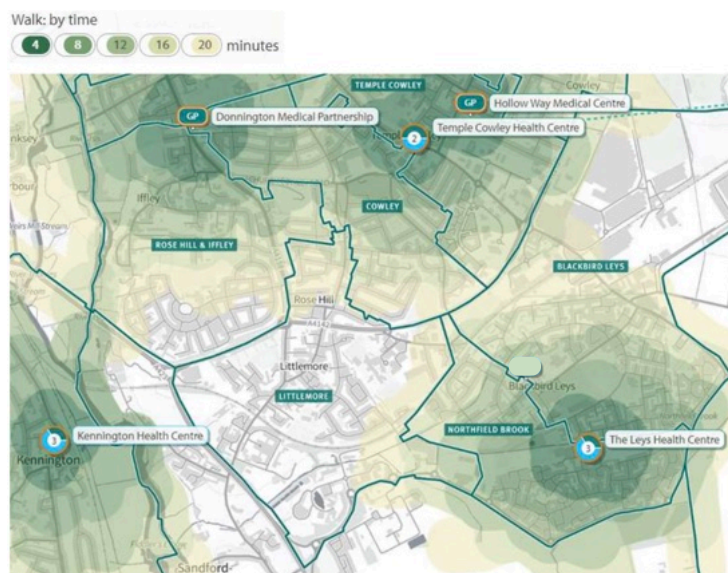 Walk: by time
4 8 12 16 20 minutes
TEMPLE COWLEY
Cowley
GP Hollow Way Medical Centre
GP Donnington Medical Partnership
2 Temple Cowley Health Centre
Iffley
COWLEY
ROSE HILL & IFFLEY
BLACKBIRD LEYS
Rose Hill
A4142
Littlemore
Blackbird Leys
LITTLEMORE
NORTHFIELD BROOK
3 Kennington Health Centre
3 The Leys Health Centre
Kennington
Sandford-